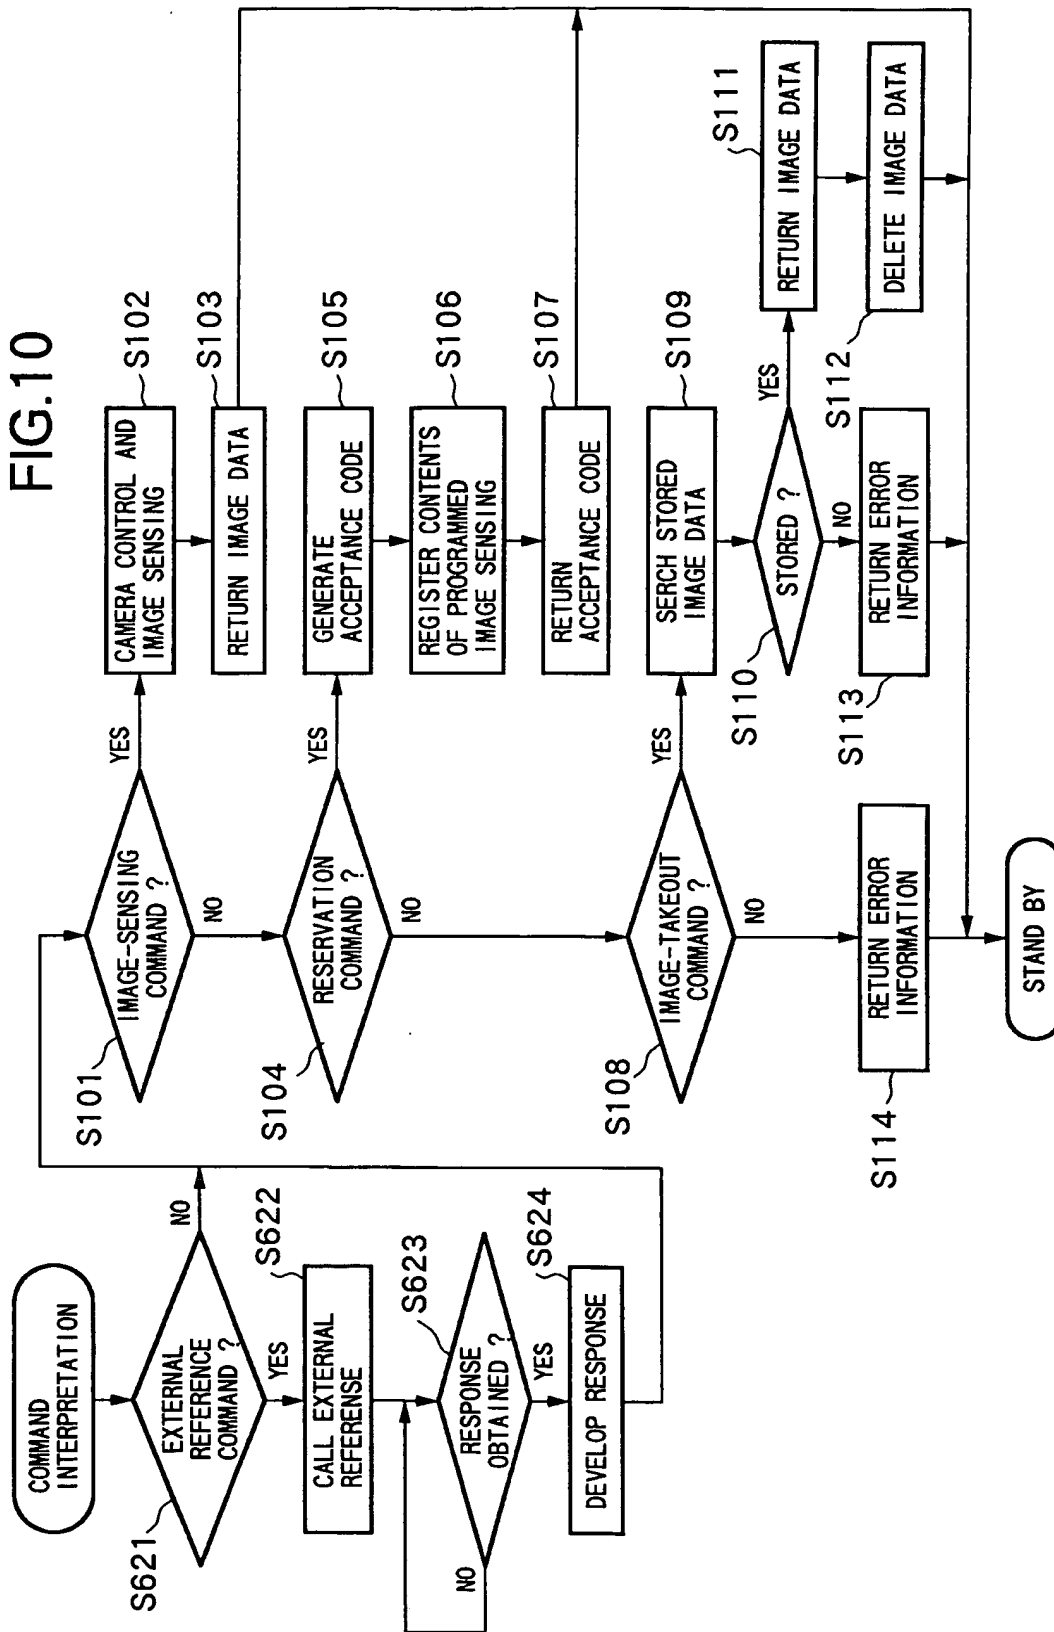 FIG.10
COMMAND
INTERPRETATION
S621
EXTERNAL
REFERENCE
COMMAND ?
NO
YES
S622
CALL EXTERNAL
REFERENSE
S623
RESPONSE
OBTAINED ?
NO
YES
S624
DEVELOP RESPONSE
S101
IMAGE-SENSING
COMMAND ?
YES
NO
S102
CAMERA CONTROL AND
IMAGE SENSING
S103
RETURN IMAGE DATA
S104
RESERVATION
COMMAND ?
YES
NO
S105
GENERATE
ACCEPTANCE CODE
S106
REGISTER CONTENTS
OF PROGRAMMED
IMAGE SENSING
S107
RETURN
ACCEPTANCE CODE
S108
IMAGE-TAKEOUT
COMMAND ?
YES
NO
S109
SERCH STORED
IMAGE DATA
S110
STORED ?
YES
NO
S111
RETURN IMAGE DATA
S112
DELETE IMAGE DATA
S113
RETURN ERROR
INFORMATION
S114
RETURN ERROR
INFORMATION
STAND BY